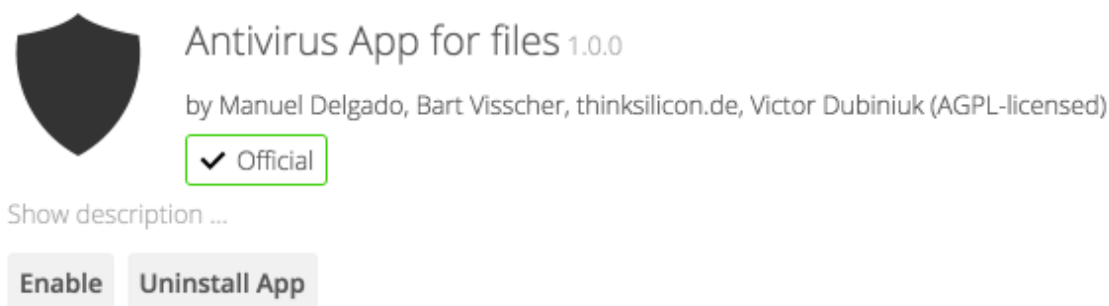 Antivirus App for files 1.0.0
by Manuel Delgado, Bart Visscher, thinksilicon.de, Victor Dubiniuk (AGPL-licensed)
Official
Show description ...
Enable Uninstall App